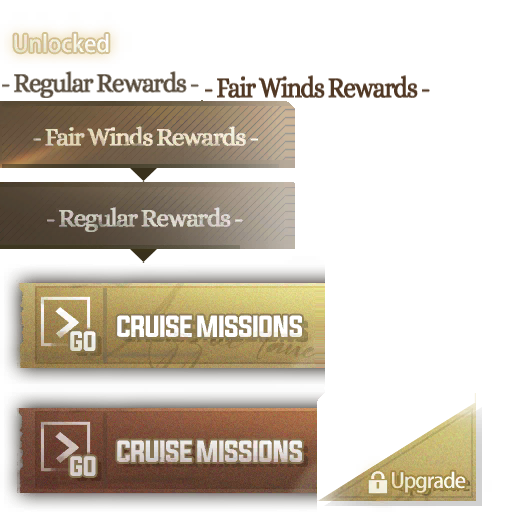 Unlocked
- Regular Rewards -
- Fair Winds Rewards -
- Fair Winds Rewards -
- Regular Rewards -
GO
CRUISE MISSIONS
GO
CRUISE MISSIONS
Upgrade